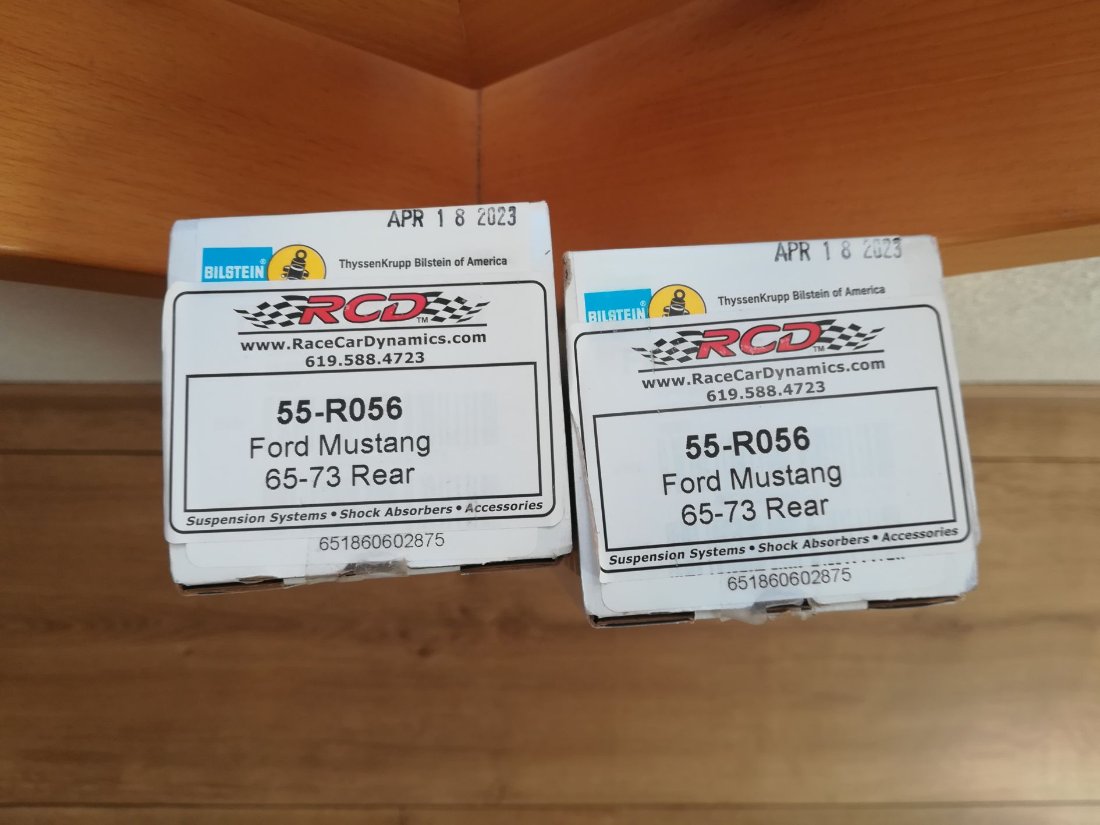 APR 18 2023
BILSTEIN®
ThyssenKrupp Bilstein of America
RCD™
www.RaceCarDynamics.com
619.588.4723
55-R056
Ford Mustang
65-73 Rear
Suspension Systems • Shock Absorbers • Accessories
651860602875
APR 18 2023
BILSTEIN®
ThyssenKrupp Bilstein of America
RCD™
www.RaceCarDynamics.com
619.588.4723
55-R056
Ford Mustang
65-73 Rear
Suspension Systems • Shock Absorbers • Accessories
651860602875